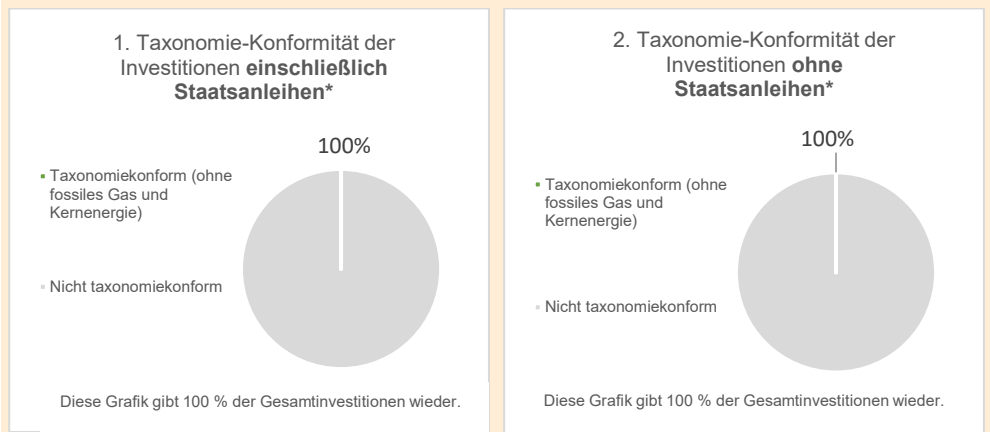 1. Taxonomie-Konformität der
Investitionen einschließlich
Staatsanleihen*
100%
Taxonomiekonform (ohne
fossiles Gas und
Kernenergie)
Nicht taxonomiekonform
Diese Grafik gibt 100 % der Gesamtinvestitionen wieder.
2. Taxonomie-Konformität der
Investitionen ohne
Staatsanleihen*
100%
Taxonomiekonform (ohne
fossiles Gas und
Kernenergie)
Nicht taxonomiekonform
Diese Grafik gibt 100 % der Gesamtinvestitionen wieder.